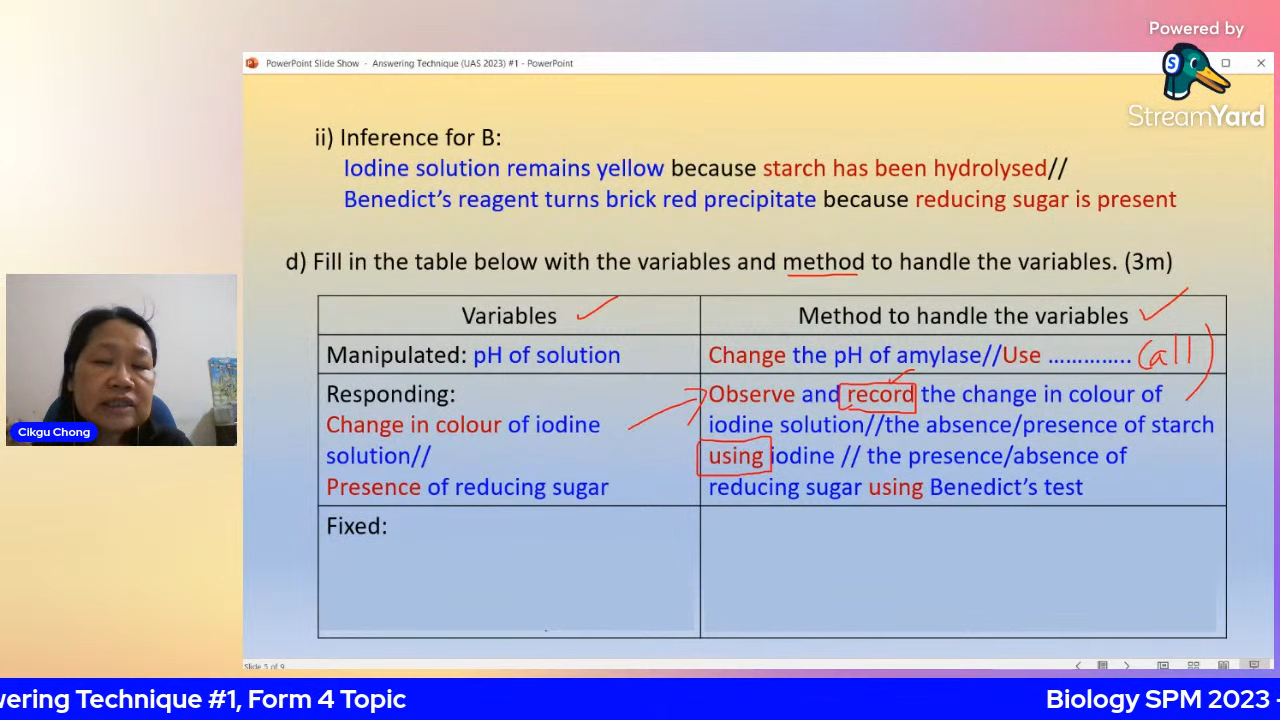 Powered by
StreamYard
PowerPoint Slide Show - Answering Technique (UAS 2023) #1 - PowerPoint
ii) Inference for B:
Iodine solution remains yellow because starch has been hydrolysed//
Benedict's reagent turns brick red precipitate because reducing sugar is present
d) Fill in the table below with the variables and method to handle the variables. (3m)
Variables
Method to handle the variables
Manipulated: pH of solution
Change the pH of amylase//Use ………….. (all)
Responding:
Change in colour of iodine
solution//
Presence of reducing sugar
Observe and record the change in colour of
iodine solution//the absence/presence of starch
using iodine // the presence/absence of
reducing sugar using Benedict's test
Fixed:
Cikgu Chong
Slide 5 of 9
wering Technique #1, Form 4 Topic
Biology SPM 2023 -